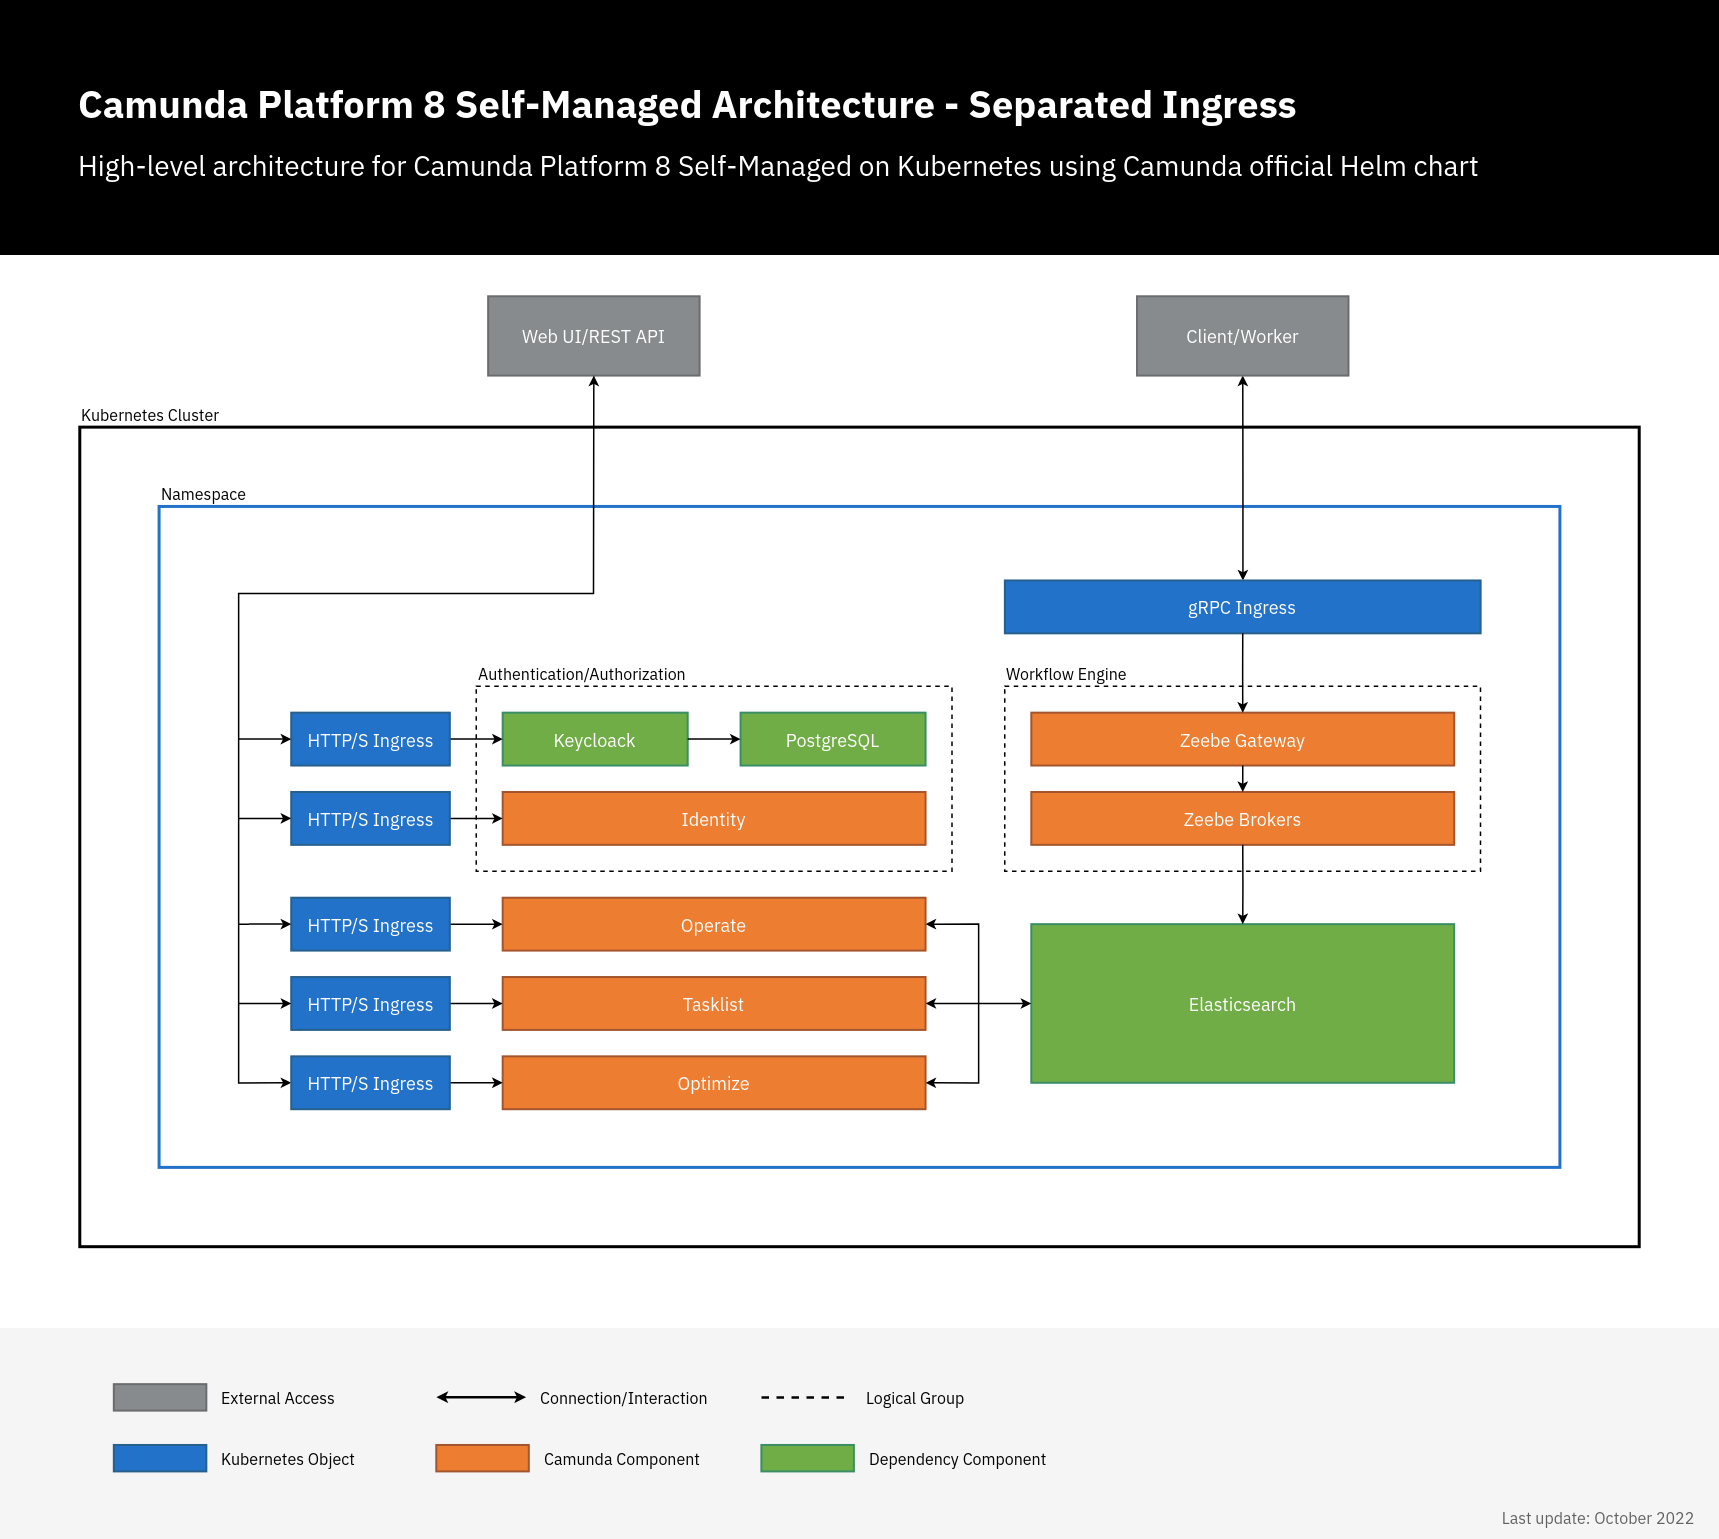 Camunda Platform 8 Self-Managed Architecture - Separated Ingress
High-level architecture for Camunda Platform 8 Self-Managed on Kubernetes using Camunda official Helm chart
Web UI/REST API
Client/Worker
Kubernetes Cluster
Namespace
gRPC Ingress
Authentication/Authorization
Workflow Engine
HTTP/S Ingress
Keycloack
PostgreSQL
Zeebe Gateway
HTTP/S Ingress
Identity
Zeebe Brokers
HTTP/S Ingress
Operate
HTTP/S Ingress
Tasklist
Elasticsearch
HTTP/S Ingress
Optimize
External Access
Connection/Interaction
Logical Group
Kubernetes Object
Camunda Component
Dependency Component
Last update: October 2022